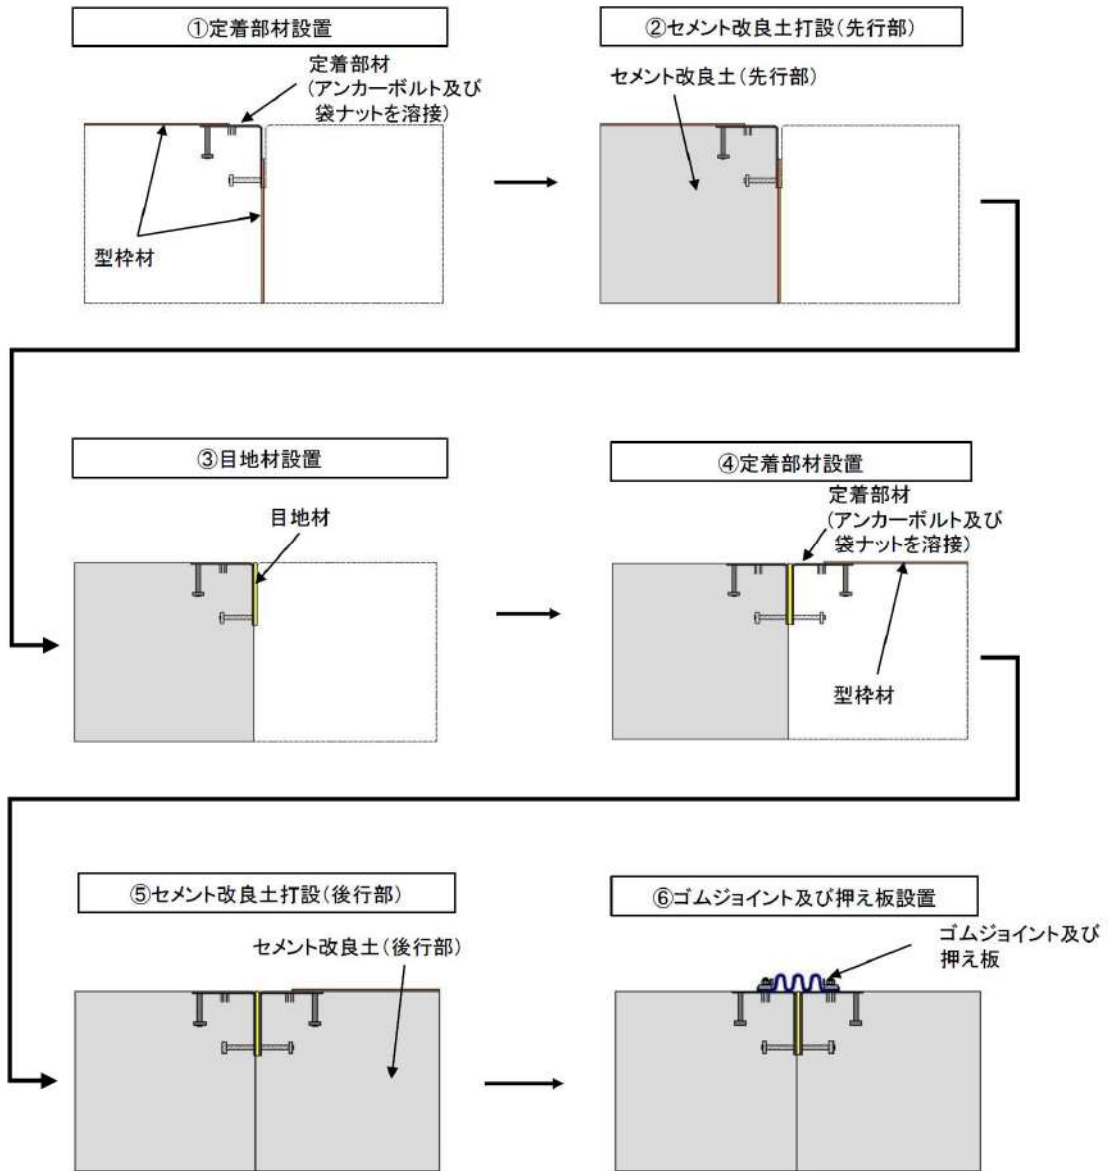 ①定着部材設置
定着部材
(アンカーボルト及び
袋ナットを溶接)
型枠材
②セメント改良土打設(先行部)
セメント改良土(先行部)
③目地材設置
目地材
④定着部材設置
定着部材
(アンカーボルト及び
袋ナットを溶接)
型枠材
⑤セメント改良土打設(後行部)
セメント改良土(後行部)
⑥ゴムジョイント及び押え板設置
ゴムジョイント及び
押え板